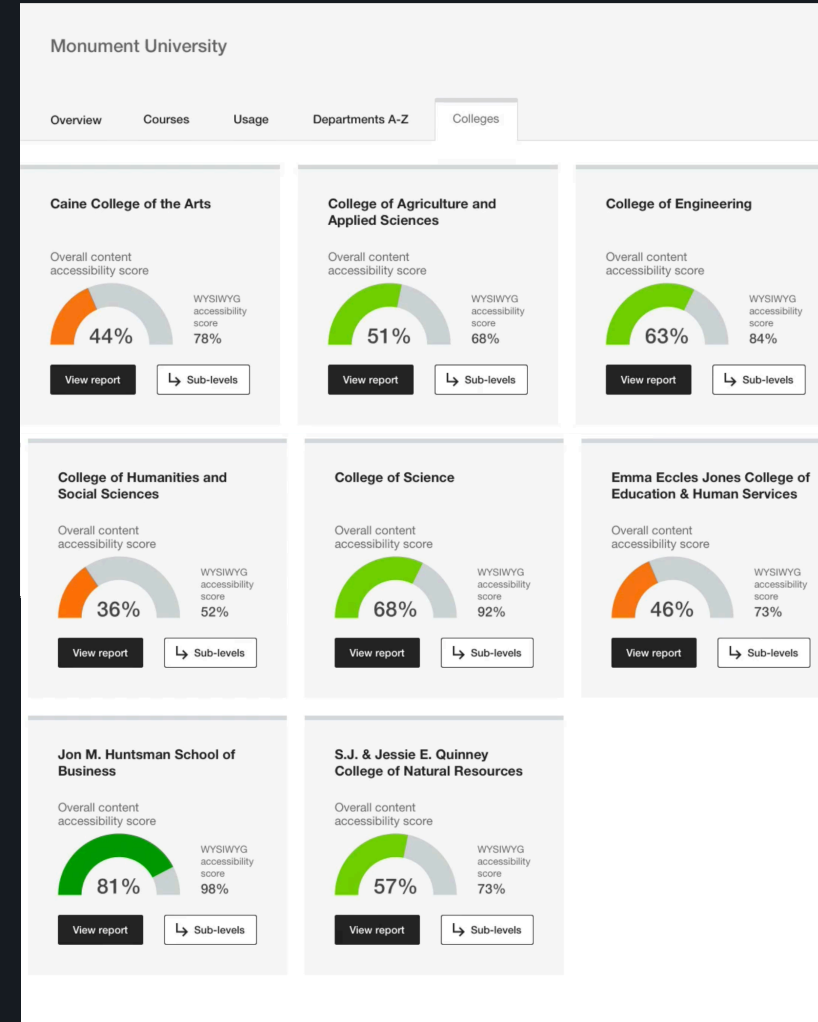 Monument University
Overview Courses Usage Departments A-Z Colleges
Caine College of the Arts
Overall content
accessibility score
44%
WYSIWYG
accessibility
score
78%
View report
Sub-levels
College of Agriculture and
Applied Sciences
Overall content
accessibility score
51%
WYSIWYG
accessibility
score
68%
View report
Sub-levels
College of Engineering
Overall content
accessibility score
63%
WYSIWYG
accessibility
score
84%
View report
Sub-levels
College of Humanities and
Social Sciences
Overall content
accessibility score
36%
WYSIWYG
accessibility
score
52%
View report
Sub-levels
College of Science
Overall content
accessibility score
68%
WYSIWYG
accessibility
score
92%
View report
Sub-levels
Emma Eccles Jones College of
Education & Human Services
Overall content
accessibility score
46%
WYSIWYG
accessibility
score
73%
View report
Sub-levels
Jon M. Huntsman School of
Business
Overall content
accessibility score
81%
WYSIWYG
accessibility
score
98%
View report
Sub-levels
S.J. & Jessie E. Quinney
College of Natural Resources
Overall content
accessibility score
57%
WYSIWYG
accessibility
score
73%
View report
Sub-levels